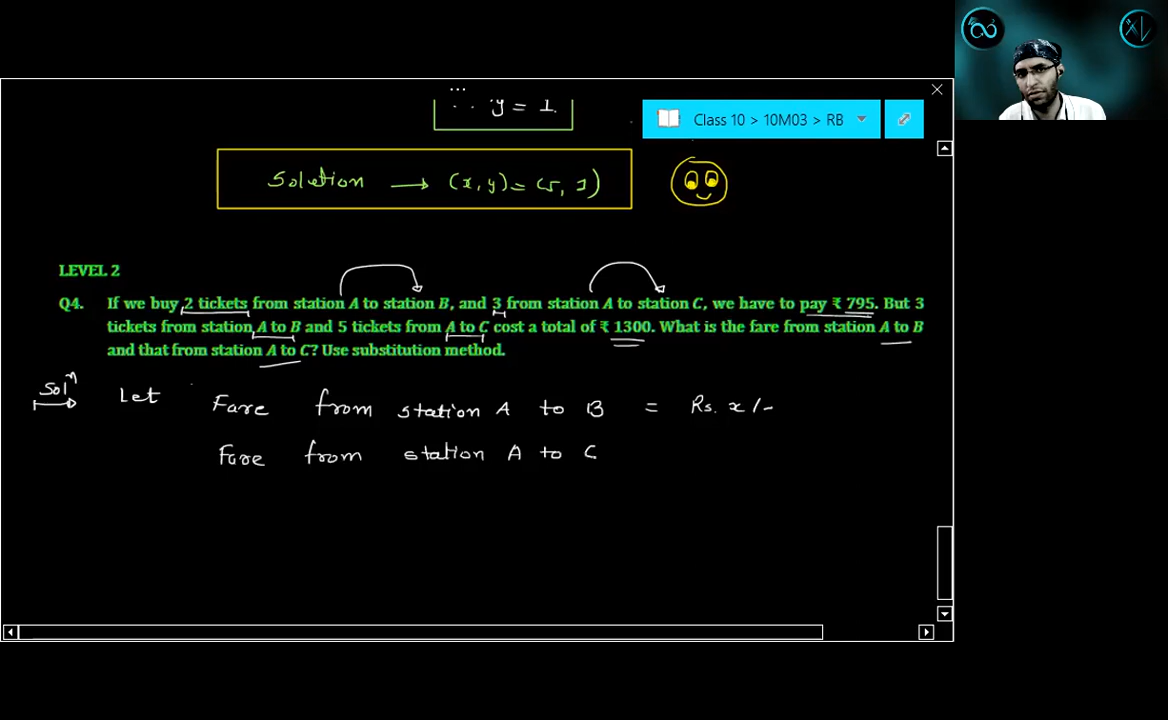 ∴ y = 1.
Class 10 > 10M03 > RB
Solution → (x, y) = (5, 1)
LEVEL 2
Q4. If we buy 2 tickets from station A to station B, and 3 from station A to station C, we have to pay ₹ 795. But 3
tickets from station A to B and 5 tickets from A to C cost a total of ₹ 1300. What is the fare from station A to B
and that from station A to C? Use substitution method.
Solⁿ Let Fare from station A to B = Rs. x /-
Fare from station A to C